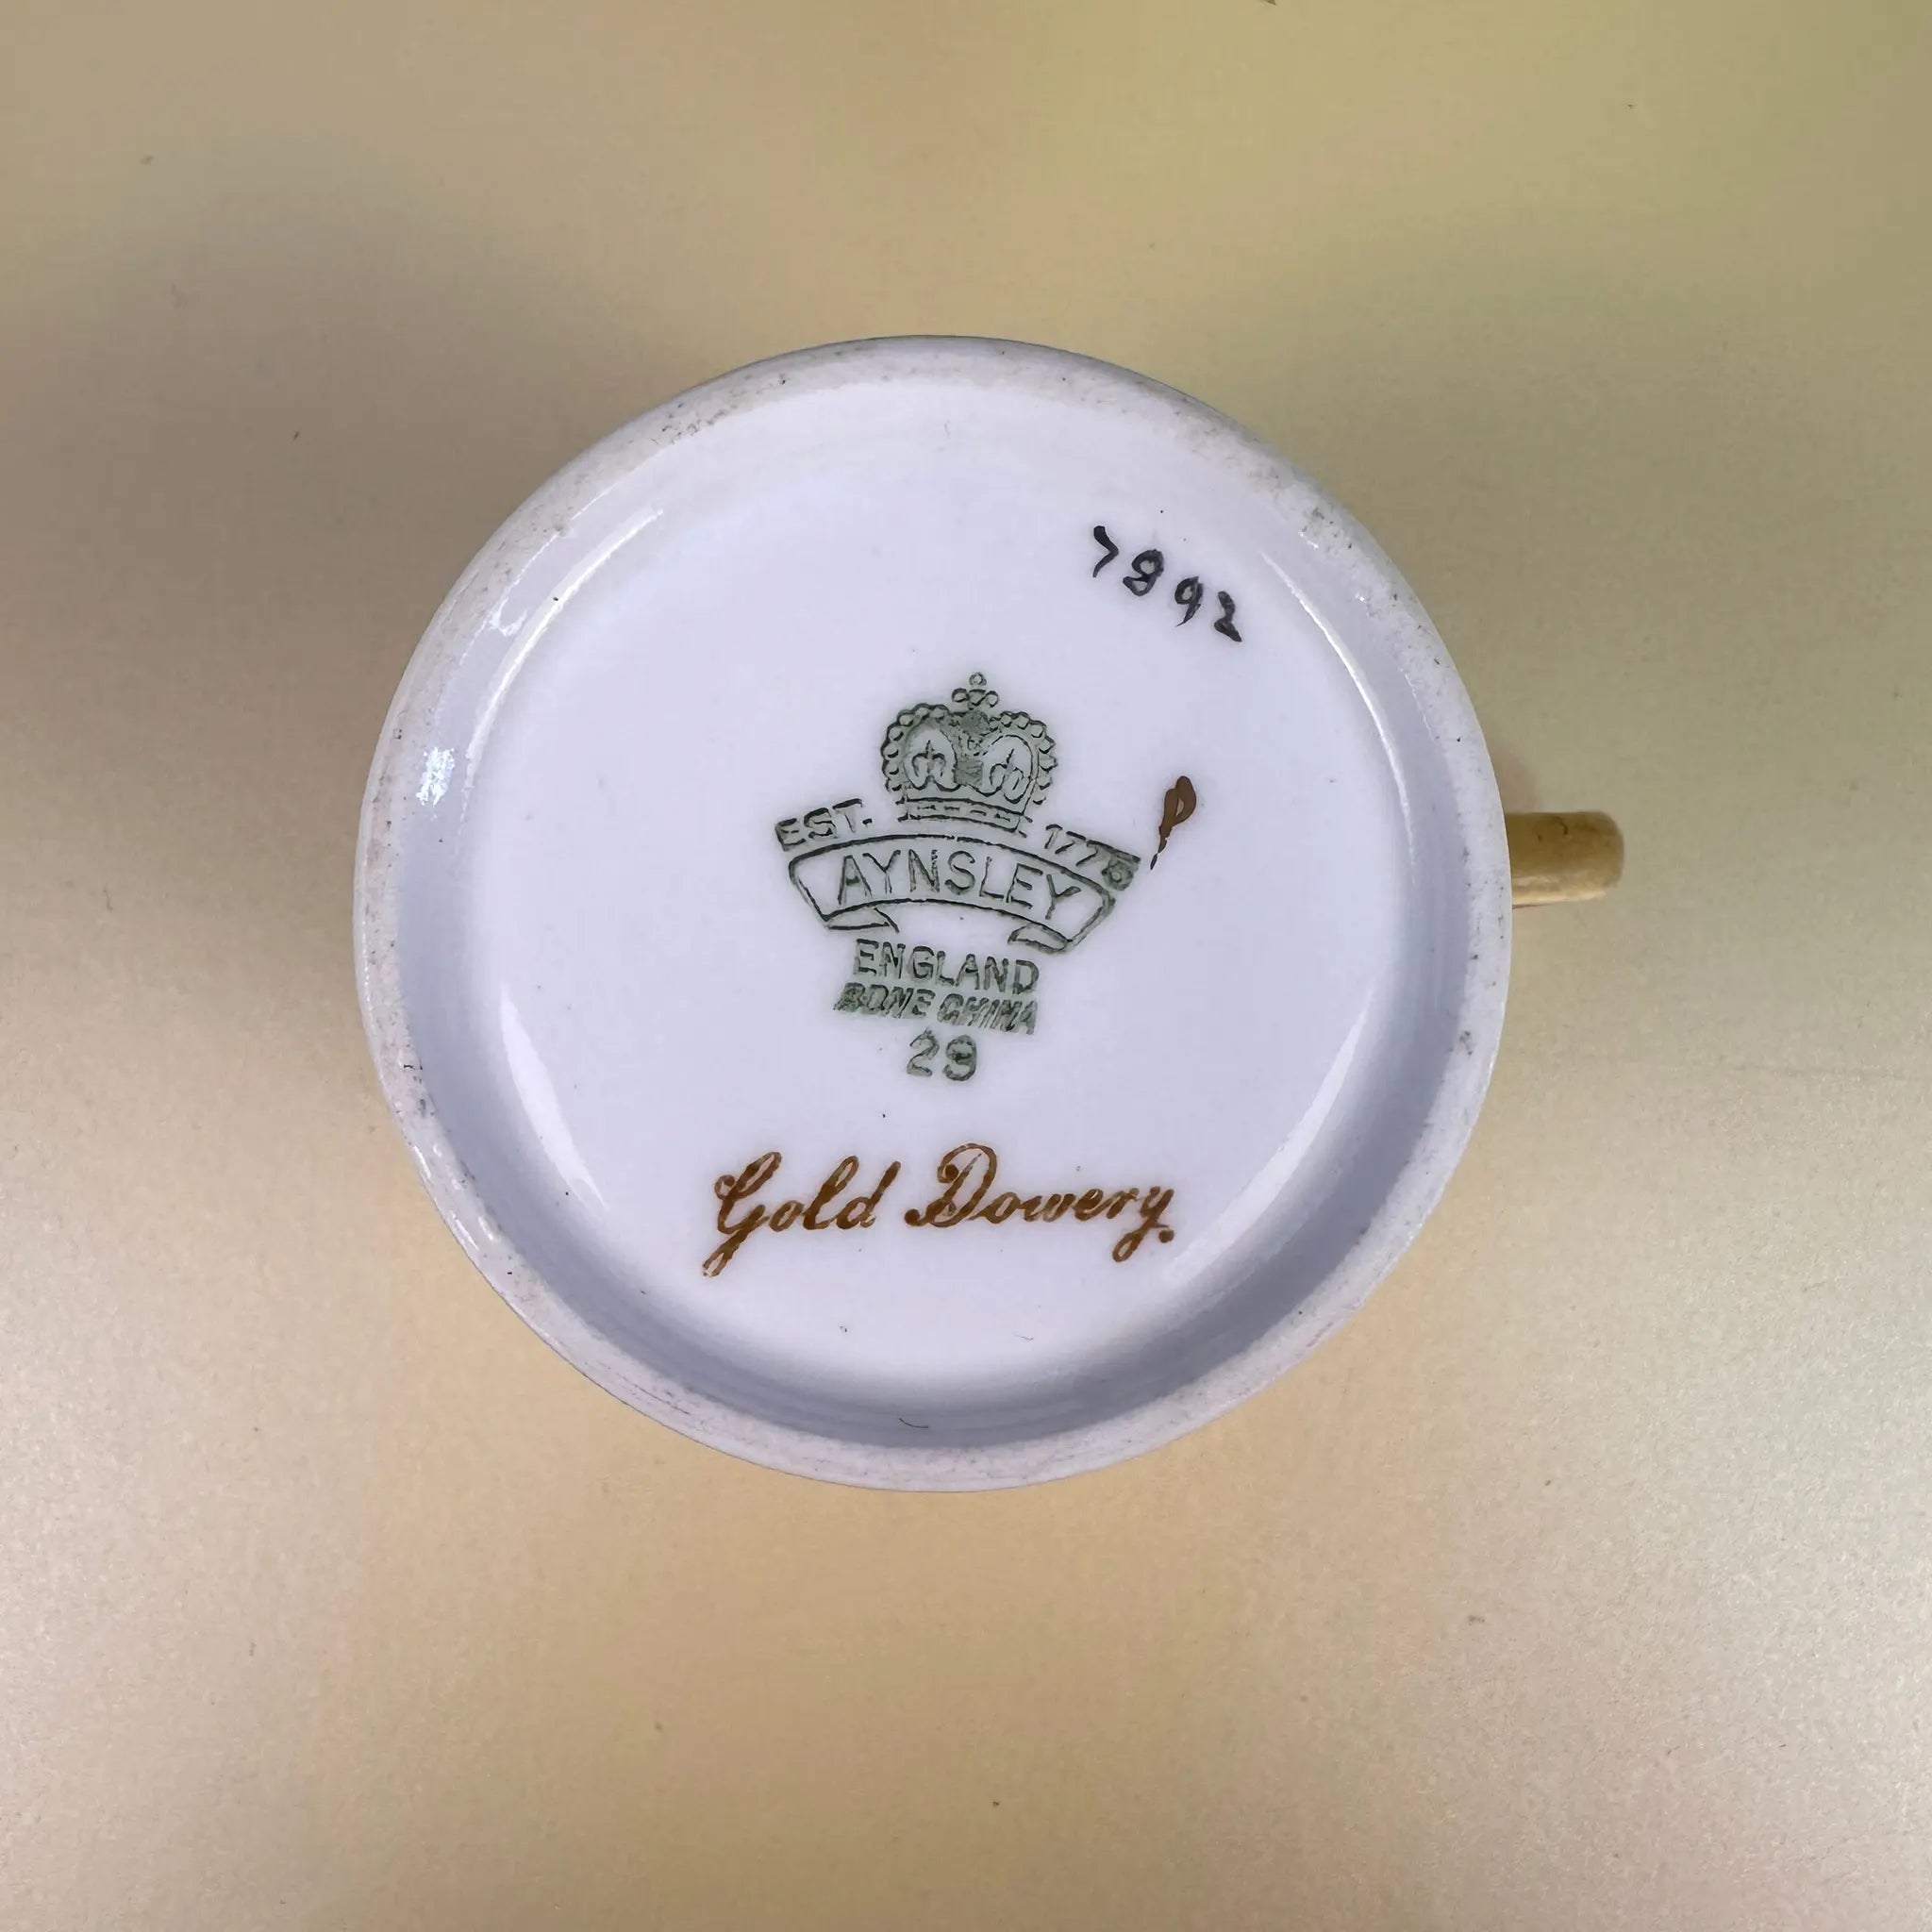 7892
EST. 1775
AYNSLEY
ENGLAND
BONE CHINA
29
Gold Dowery.